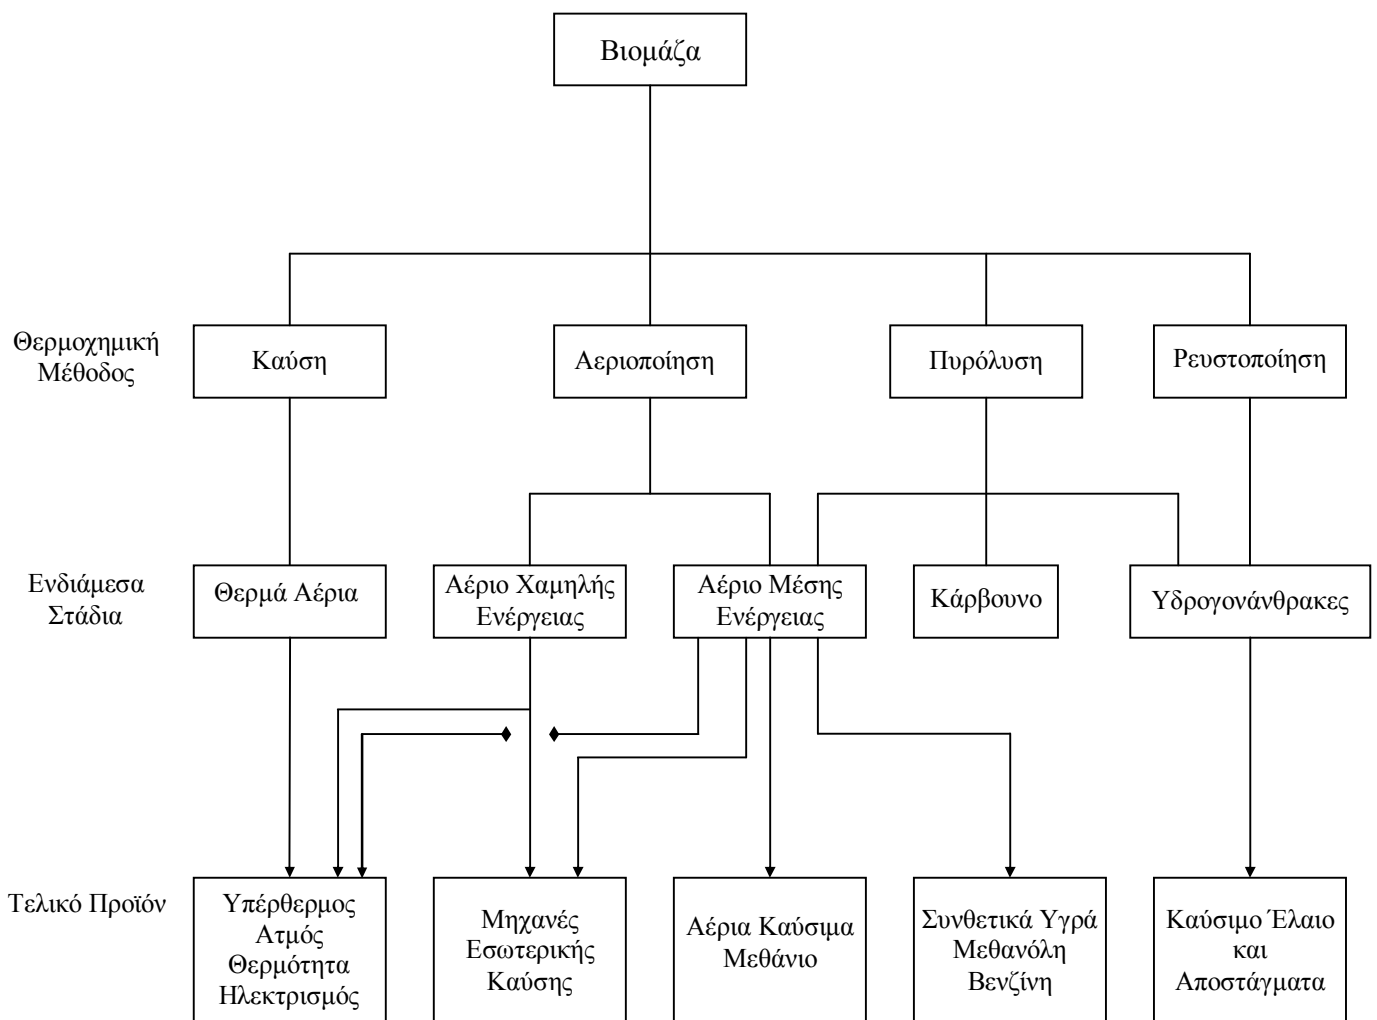 Βιομάζα
Θερμοχημική
Μέθοδος
Καύση
Αεριοποίηση
Πυρόλυση
Ρευστοποίηση
Ενδιάμεσα
Στάδια
Θερμά Αέρια
Αέριο Χαμηλής
Ενέργειας
Αέριο Μέσης
Ενέργειας
Κάρβουνο
Υδρογονάνθρακες
Τελικό Προϊόν
Υπέρθερμος
Ατμός
Θερμότητα
Ηλεκτρισμός
Μηχανές
Εσωτερικής
Καύσης
Αέρια Καύσιμα
Μεθάνιο
Συνθετικά Υγρά
Μεθανόλη
Βενζίνη
Καύσιμο Έλαιο
και
Αποστάγματα